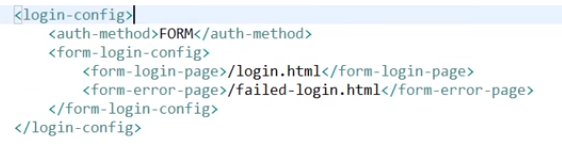 <login-config>
<auth-method>FORM</auth-method>
<form-login-config>
<form-login-page>/login.html</form-login-page>
<form-error-page>/failed-login.html</form-error-page>
</form-login-config>
</login-config>